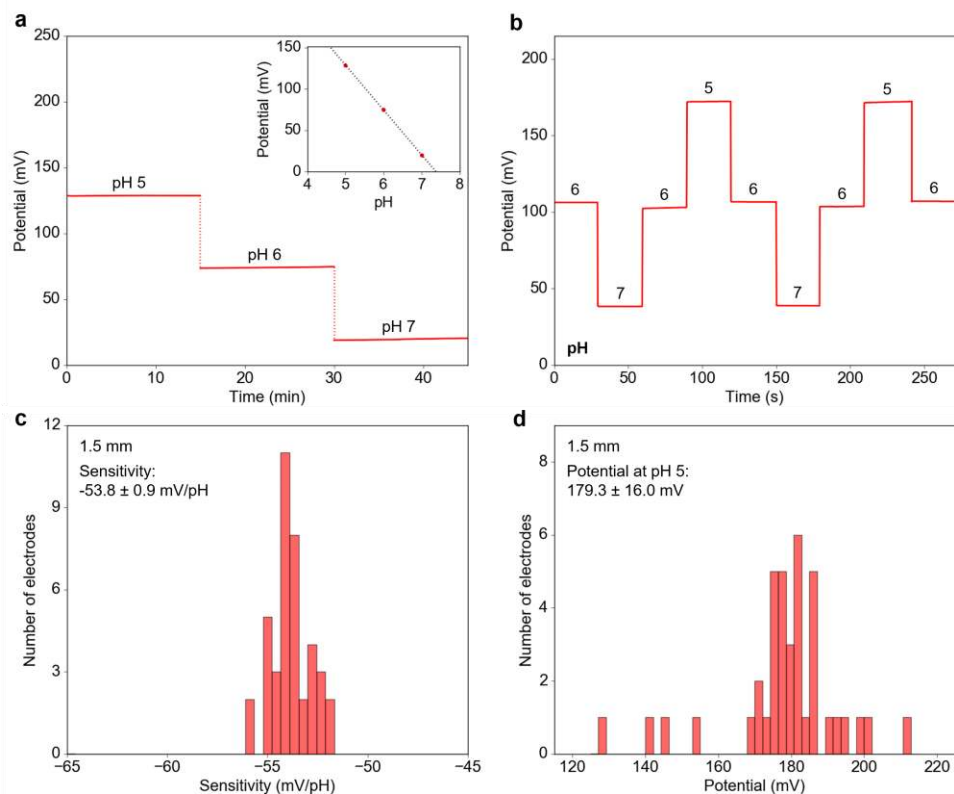 a
250
200
150
100
50
0
Potential (mV)
pH 5
pH 6
pH 7
0
10
20
30
40
Time (min)
150
100
50
0
Potential (mV)
4
5
6
7
8
pH
b
200
150
100
50
0
Potential (mV)
6
7
6
5
6
7
6
5
6
pH
0
50
100
150
200
250
Time (s)
c
12
9
6
3
0
Number of electrodes
1.5 mm
Sensitivity:
-53.8 ± 0.9 mV/pH
−65
−60
−55
−50
−45
Sensitivity (mV/pH)
d
8
6
4
2
0
Number of electrodes
1.5 mm
Potential at pH 5:
179.3 ± 16.0 mV
120
140
160
180
200
220
Potential (mV)